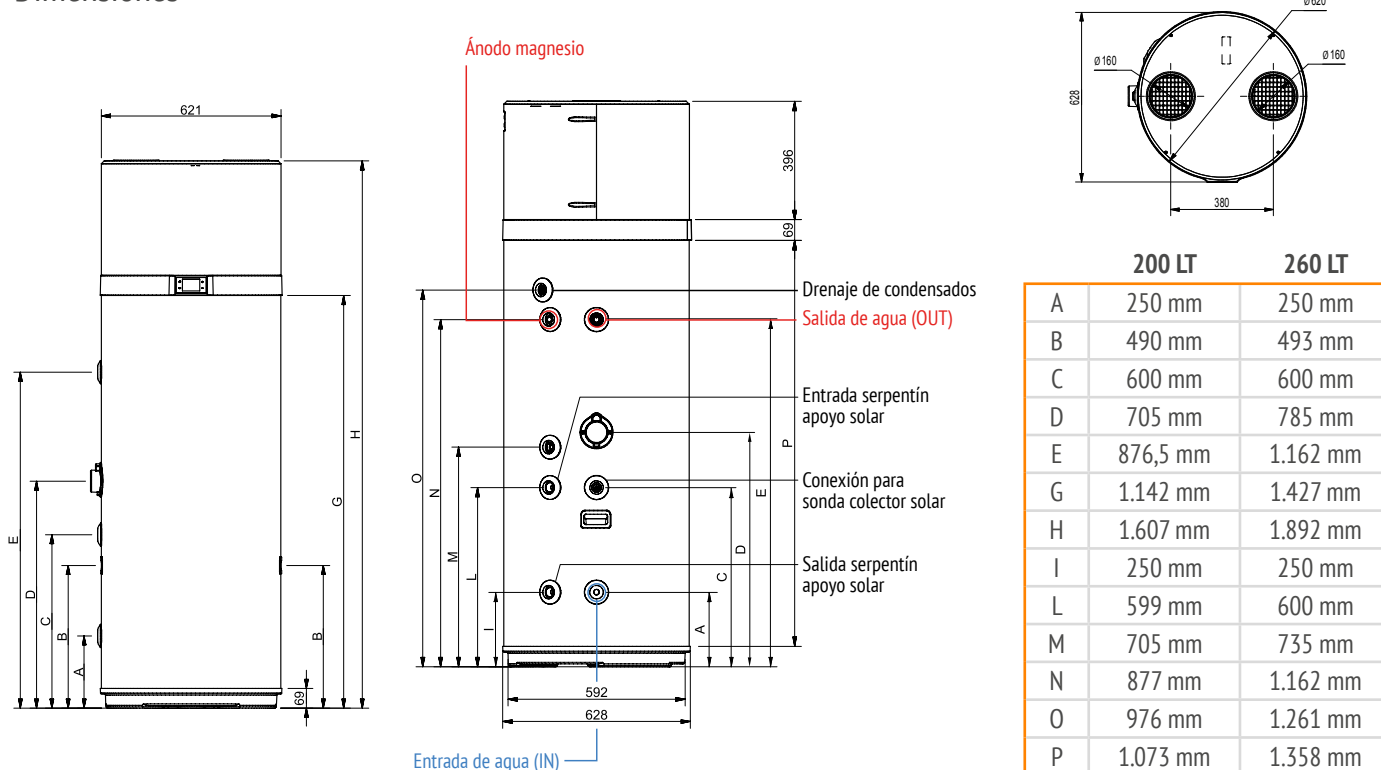 Dimensiones
Ánodo magnesio
621
H
G
E
D
C
B
A
B
69
396
69
Drenaje de condensados
Salida de agua (OUT)
Entrada serpentín
apoyo solar
Conexión para
sonda colector solar
Salida serpentín
apoyo solar
O
N
M
L
I
P
E
D
C
A
592
628
Entrada de agua (IN)
Ø620
Ø160
Ø160
628
380
200 LT 260 LT
A 250 mm 250 mm
B 490 mm 493 mm
C 600 mm 600 mm
D 705 mm 785 mm
E 876,5 mm 1.162 mm
G 1.142 mm 1.427 mm
H 1.607 mm 1.892 mm
I 250 mm 250 mm
L 599 mm 600 mm
M 705 mm 735 mm
N 877 mm 1.162 mm
O 976 mm 1.261 mm
P 1.073 mm 1.358 mm